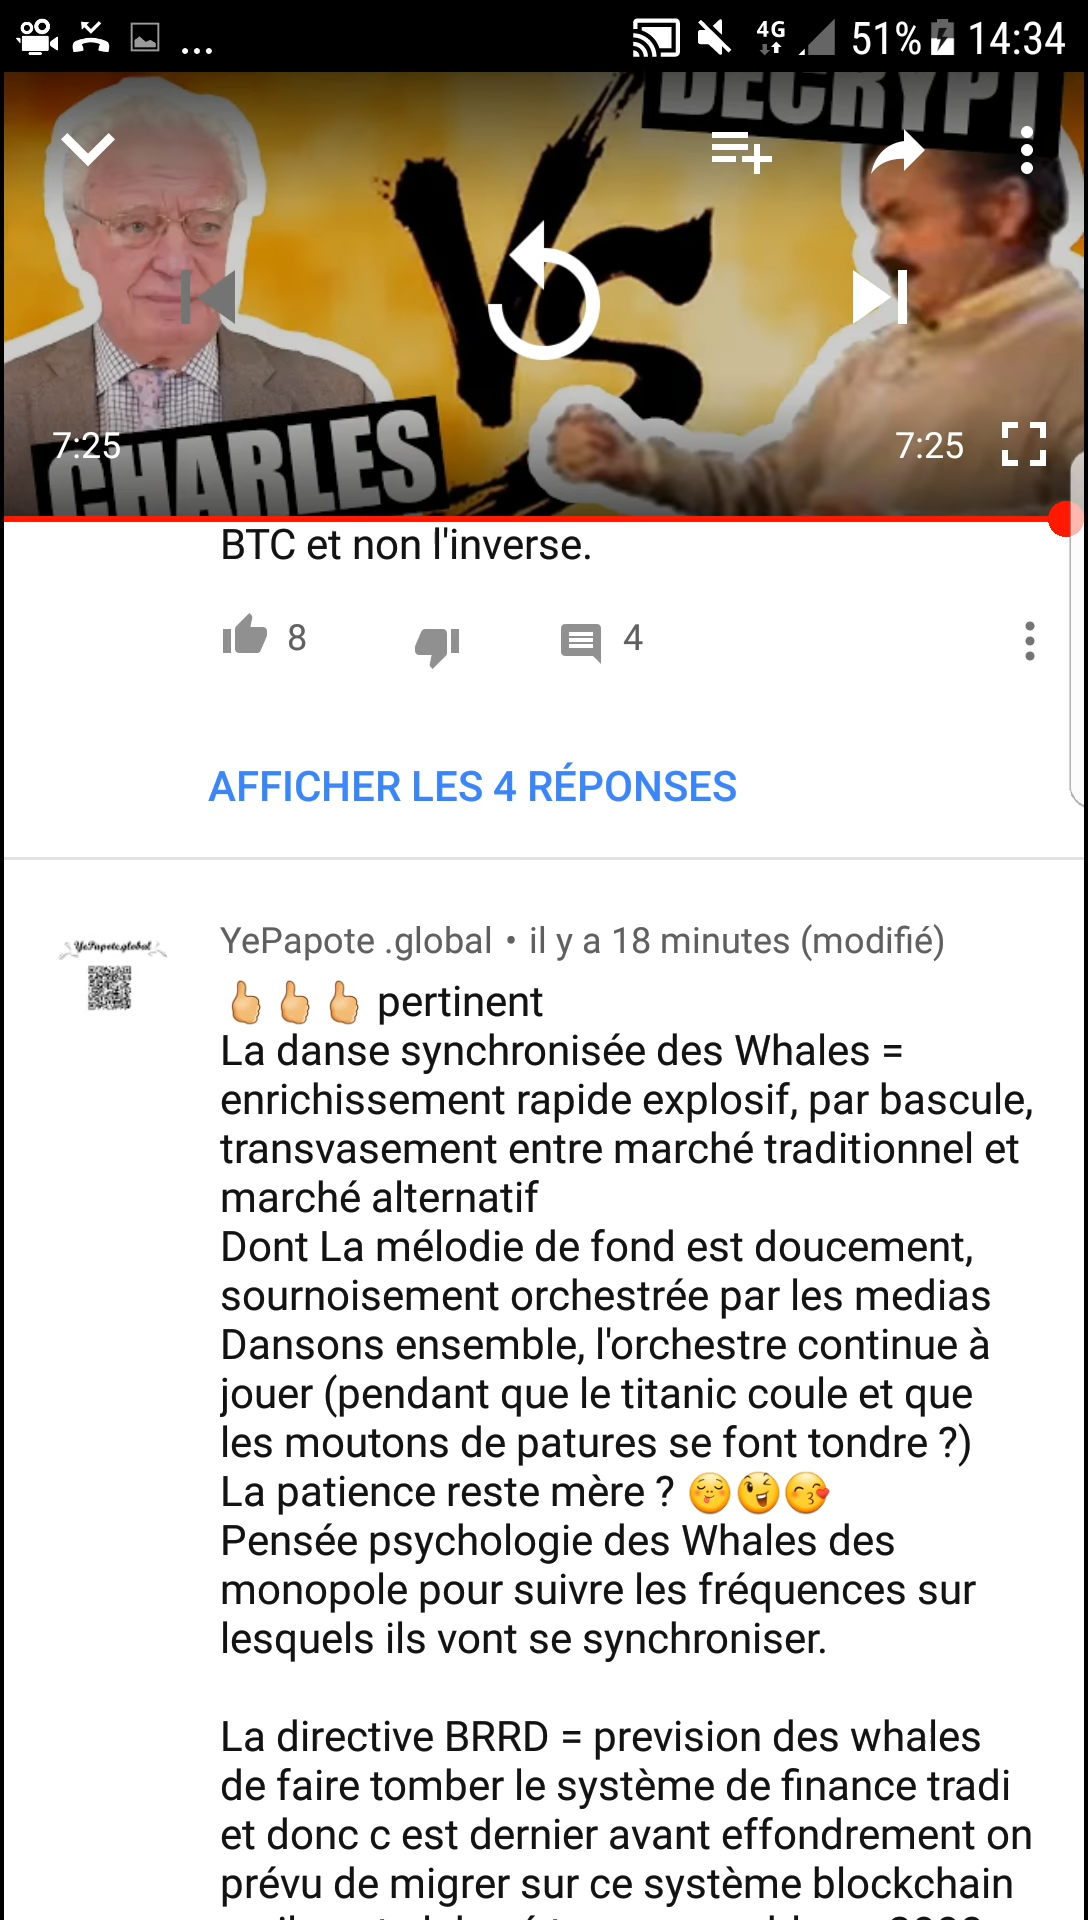 ... 4G 51% 14:34
DECRYPT
VS
CHARLES
7:25 7:25
BTC et non l'inverse.
8 4
AFFICHER LES 4 RÉPONSES
YePapote.global
YePapote .global • il y a 18 minutes (modifié)
👍🏼👍🏼👍🏼 pertinent
La danse synchronisée des Whales =
enrichissement rapide explosif, par bascule,
transvasement entre marché traditionnel et
marché alternatif
Dont La mélodie de fond est doucement,
sournoisement orchestrée par les medias
Dansons ensemble, l'orchestre continue à
jouer (pendant que le titanic coule et que
les moutons de patures se font tondre ?)
La patience reste mère ? 😋😜😘
Pensée psychologie des Whales des
monopole pour suivre les fréquences sur
lesquels ils vont se synchroniser.
La directive BRRD = prevision des whales
de faire tomber le système de finance tradi
et donc c est dernier avant effondrement on
prévu de migrer sur ce système blockchain